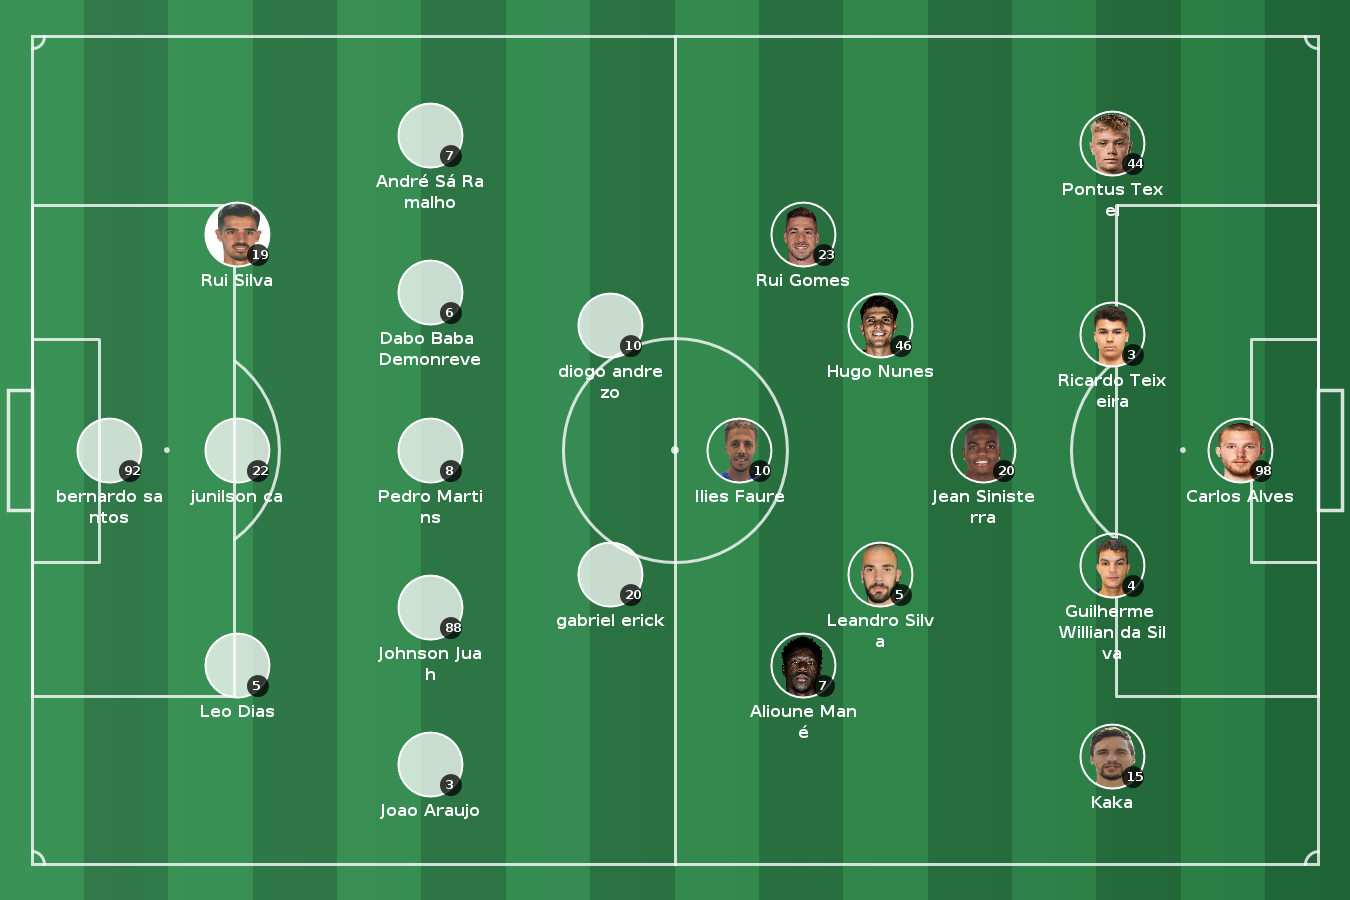 92
bernardo sa
ntos
19
Rui Silva
22
junilson ca
5
Leo Dias
7
André Sá Ra
malho
6
Dabo Baba
Demonreve
8
Pedro Marti
ns
88
Johnson Jua
h
3
Joao Araujo
10
diogo andre
zo
20
gabriel erick
10
Ilies Faure
23
Rui Gomes
7
Alioune Man
é
46
Hugo Nunes
5
Leandro Silv
a
20
Jean Siniste
rra
44
Pontus Tex
el
3
Ricardo Teix
eira
4
Guilherme
Willian da Sil
va
15
Kaka
98
Carlos Alves